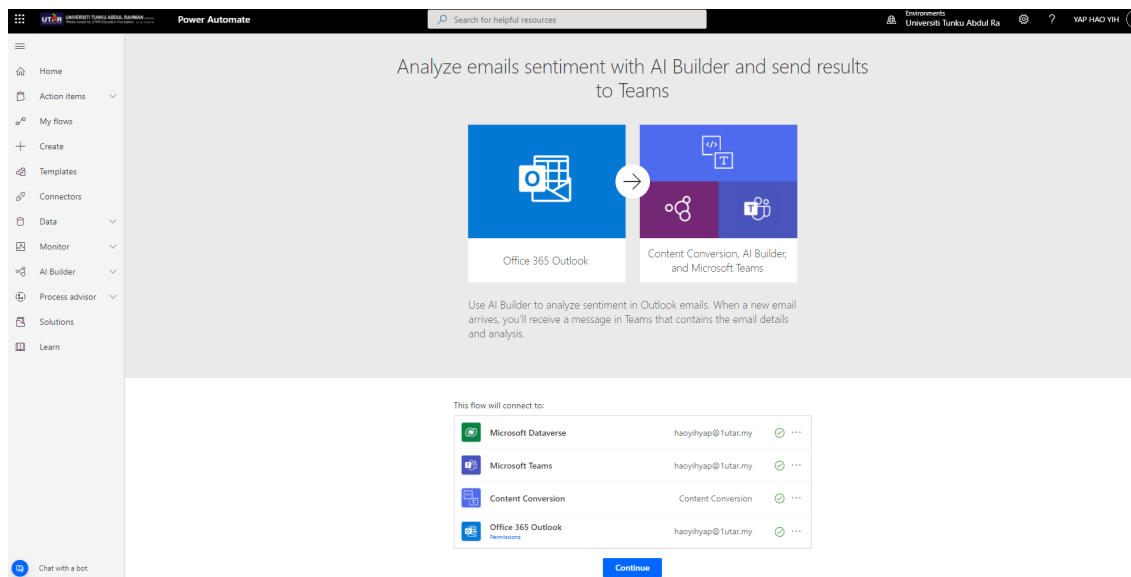 UTAR UNIVERSITI TUNKU ABDUL RAHMAN
Power Automate
Search for helpful resources
Environments
Universiti Tunku Abdul Ra
?
YAP HAO YIH
Home
Action items
My flows
Create
Templates
Connectors
Data
Monitor
AI Builder
Process advisor
Solutions
Learn
Chat with a bot
Analyze emails sentiment with AI Builder and send results
to Teams
Office 365 Outlook
Content Conversion, AI Builder,
and Microsoft Teams
Use AI Builder to analyze sentiment in Outlook emails. When a new email
arrives, you'll receive a message in Teams that contains the email details
and analysis.
This flow will connect to:
Microsoft Dataverse haoyihyap@1utar.my
Microsoft Teams haoyihyap@1utar.my
Content Conversion Content Conversion
Office 365 Outlook haoyihyap@1utar.my
Permissions
Continue